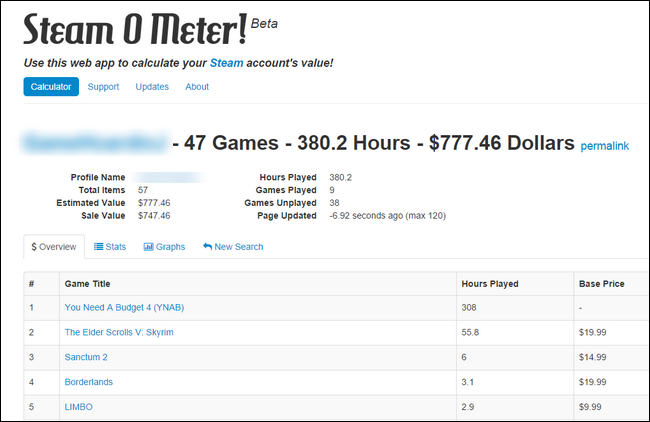 Steam O Meter! Beta
Use this web app to calculate your Steam account's value!
Calculator Support Updates About
- 47 Games - 380.2 Hours - $777.46 Dollars permalink
Profile Name Hours Played 380.2
Total Items 57 Games Played 9
Estimated Value $777.46 Games Unplayed 38
Sale Value $747.46 Page Updated -6.92 seconds ago (max 120)
$ Overview Stats Graphs New Search
# Game Title Hours Played Base Price
1 You Need A Budget 4 (YNAB) 308 -
2 The Elder Scrolls V: Skyrim 55.8 $19.99
3 Sanctum 2 6 $14.99
4 Borderlands 3.1 $19.99
5 LIMBO 2.9 $9.99